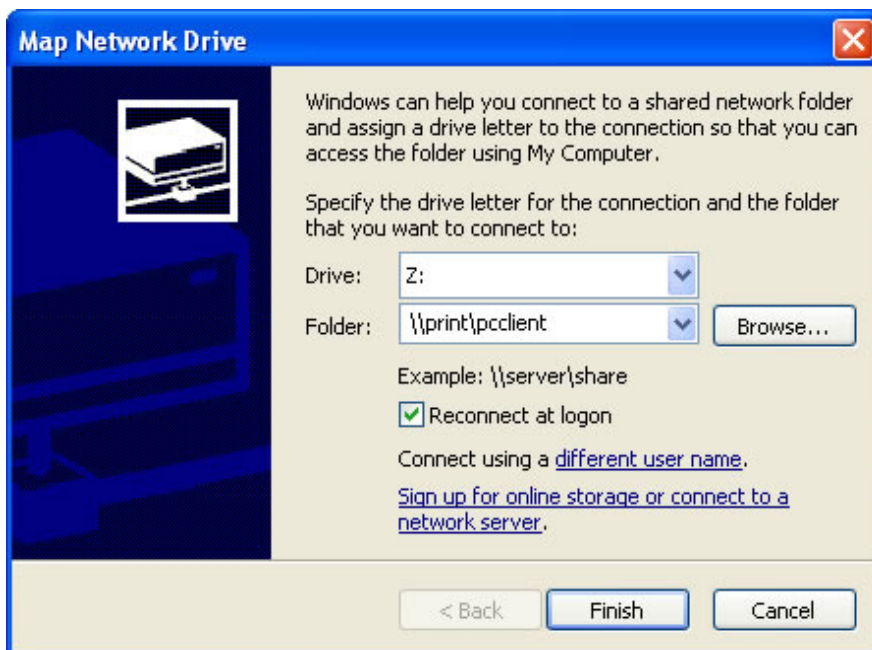 Map Network Drive
Windows can help you connect to a shared network folder
and assign a drive letter to the connection so that you can
access the folder using My Computer.
Specify the drive letter for the connection and the folder
that you want to connect to:
Drive: Z:
Folder: \\print\pcclient Browse...
Example: \\server\share
Reconnect at logon
Connect using a different user name.
Sign up for online storage or connect to a
network server.
< Back Finish Cancel